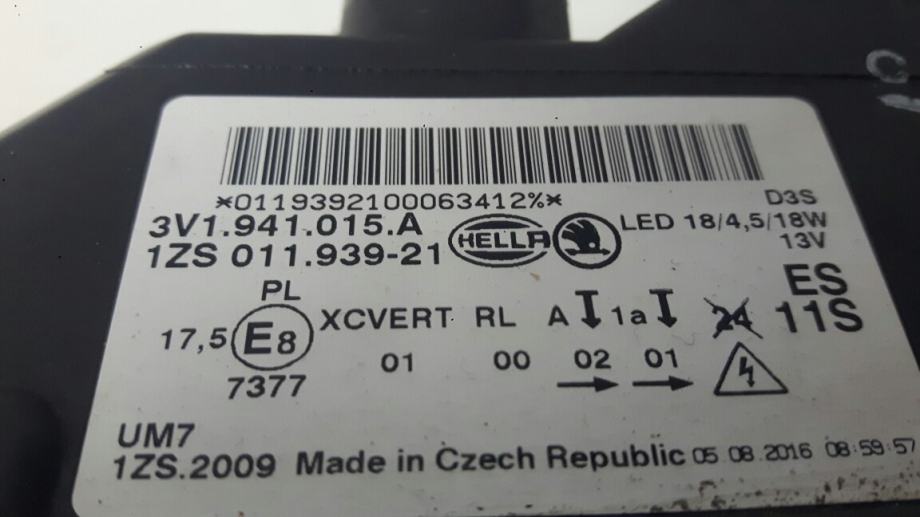 *0119392100063412%*
D3S
3V1.941.015.A
HELLA
LED 18/4,5/18W
1ZS 011.939-21
13V
PL
ES
17,5
E8
XCVERT RL A 1a
24
11S
01 00 02 01
7377
UM7
1ZS.2009 Made in Czech Republic 05.08.2016 08:59:57